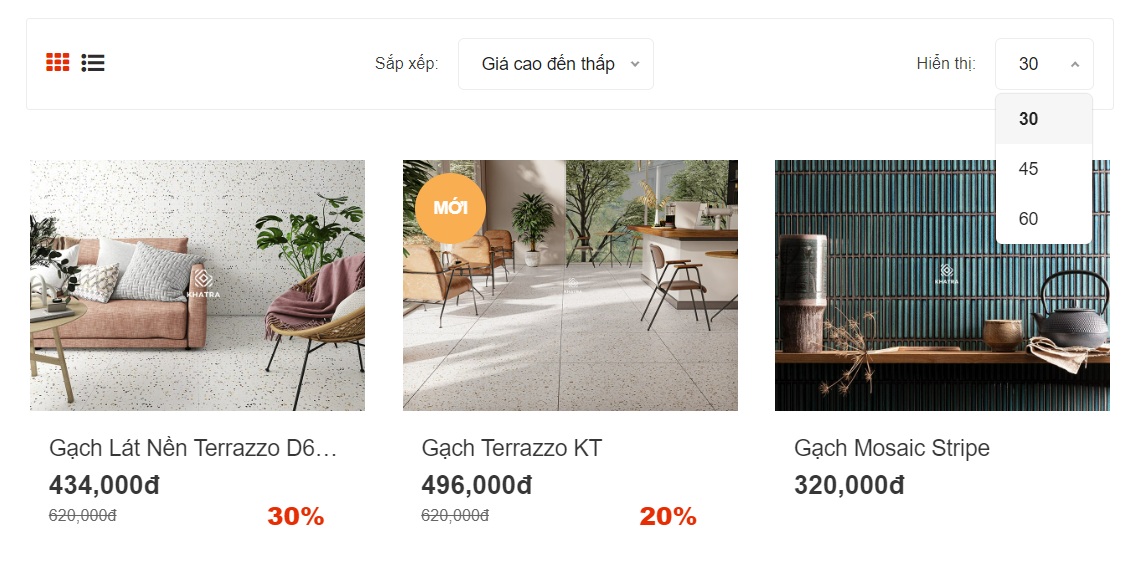 Sắp xếp: Giá cao đến thấp Hiển thị: 30
30
45
60
MỚI
KHATRA
KHATRA
Gạch Lát Nền Terrazzo D6... Gạch Terrazzo KT Gạch Mosaic Stripe
434,000đ 496,000đ 320,000đ
620,000đ 30% 620,000đ 20%